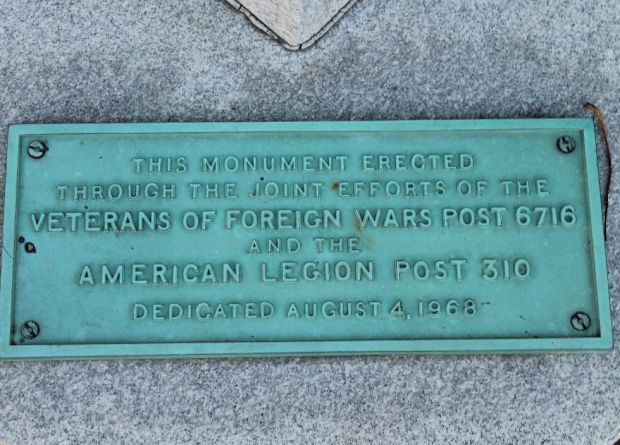 THIS MONUMENT ERECTED
THROUGH THE JOINT EFFORTS OF THE
VETERANS OF FOREIGN WARS POST 6716
AND THE
AMERICAN LEGION POST 310
DEDICATED AUGUST 4, 1968